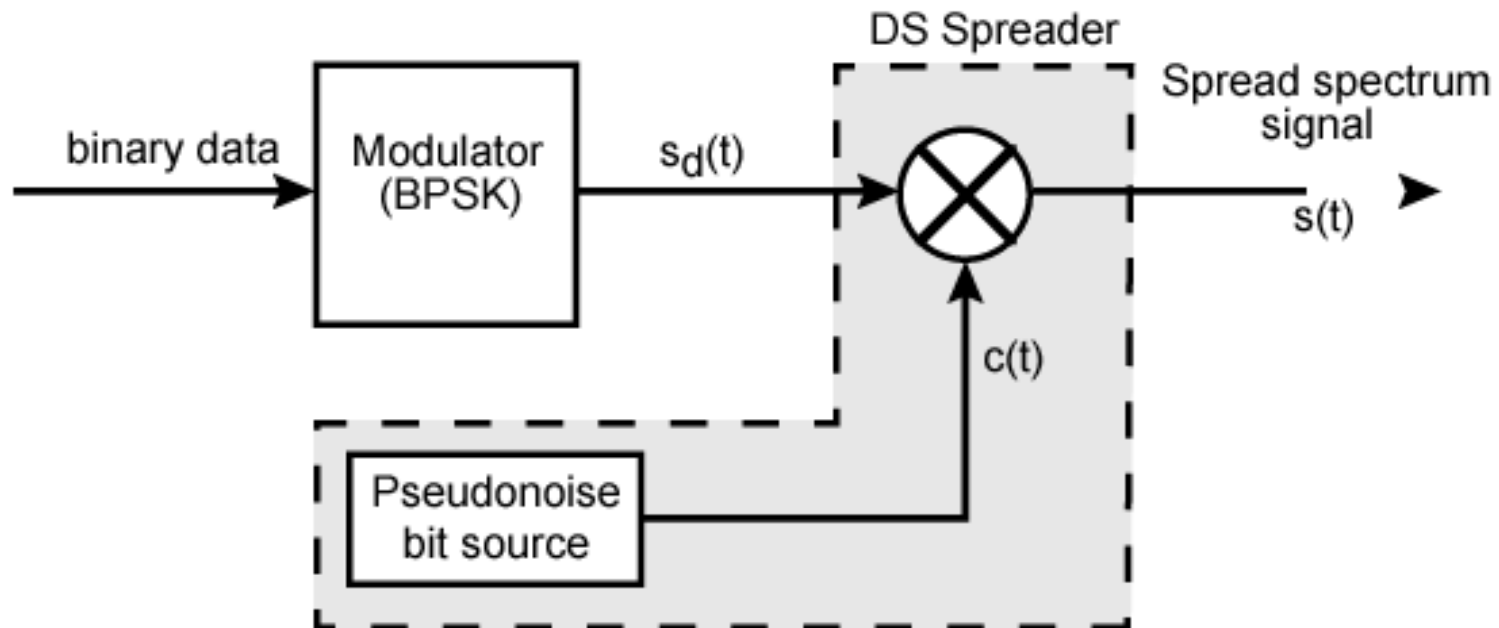 DS Spreader
Spread spectrum
signal
binary data
Modulator
(BPSK)
sd(t)
s(t)
c(t)
Pseudonoise
bit source